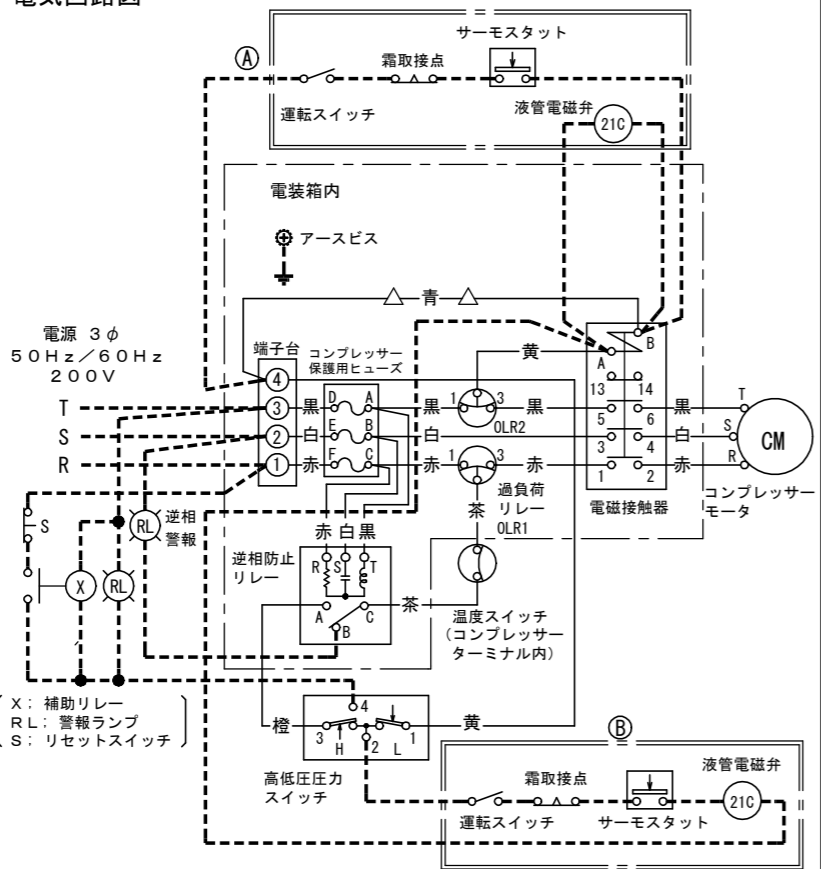 電気回路図
Ⓐ
サーモスタット
霜取接点
運転スイッチ
液管電磁弁
21C
電装箱内
アースビス
青
電源 3φ
50Hz/60Hz
200V
端子台
コンプレッサー
保護用ヒューズ
黄
A
B
4
13 14
T
3
黒
D A
黒
1 3
黒
5 6
黒
T
OLR2
S
2
白
E B
白
3 4
白
S
CM
R
1
赤
F C
赤
1 3
赤
1 2
赤
R
過負荷
リレー
OLR1
電磁接触器
コンプレッサー
モータ
茶
S
RL
逆相
警報
赤 白 黒
逆相防止
リレー
R S T
X
RL
A B C
茶
温度スイッチ
(コンプレッサー
ターミナル内)
X; 補助リレー
RL; 警報ランプ
S; リセットスイッチ
橙
4
3 H 2 L 1
黄
高低圧圧力
スイッチ
Ⓑ
霜取接点
液管電磁弁
21C
運転スイッチ
サーモスタット